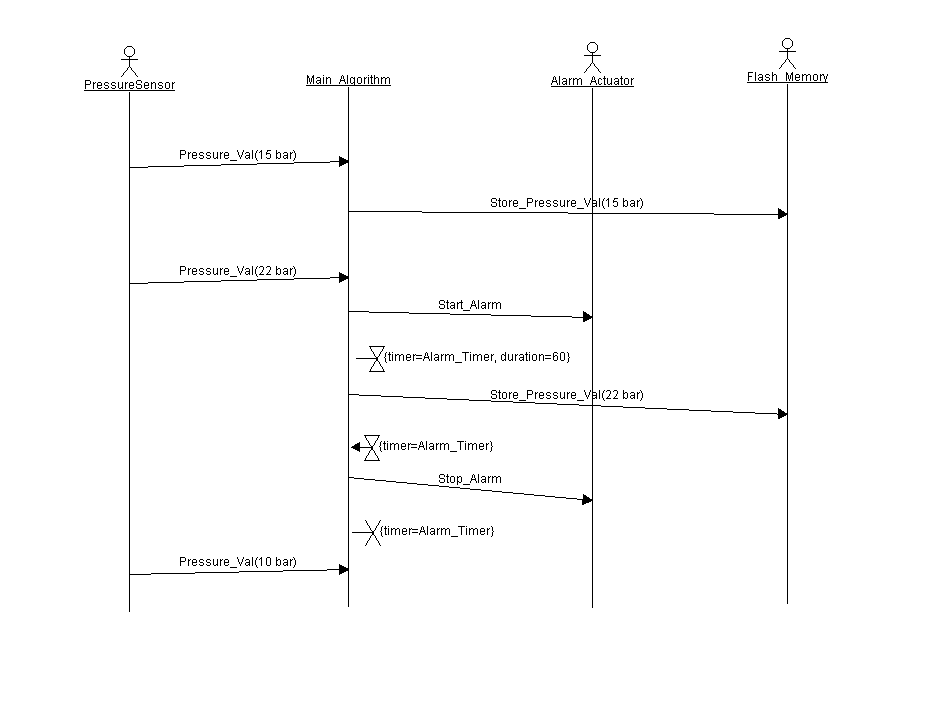 PressureSensor
Main_Algorithm
Alarm_Actuator
Flash_Memory
Pressure_Val(15 bar)
Store_Pressure_Val(15 bar)
Pressure_Val(22 bar)
Start_Alarm
{timer=Alarm_Timer, duration=60}
Store_Pressure_Val(22 bar)
{timer=Alarm_Timer}
Stop_Alarm
{timer=Alarm_Timer}
Pressure_Val(10 bar)